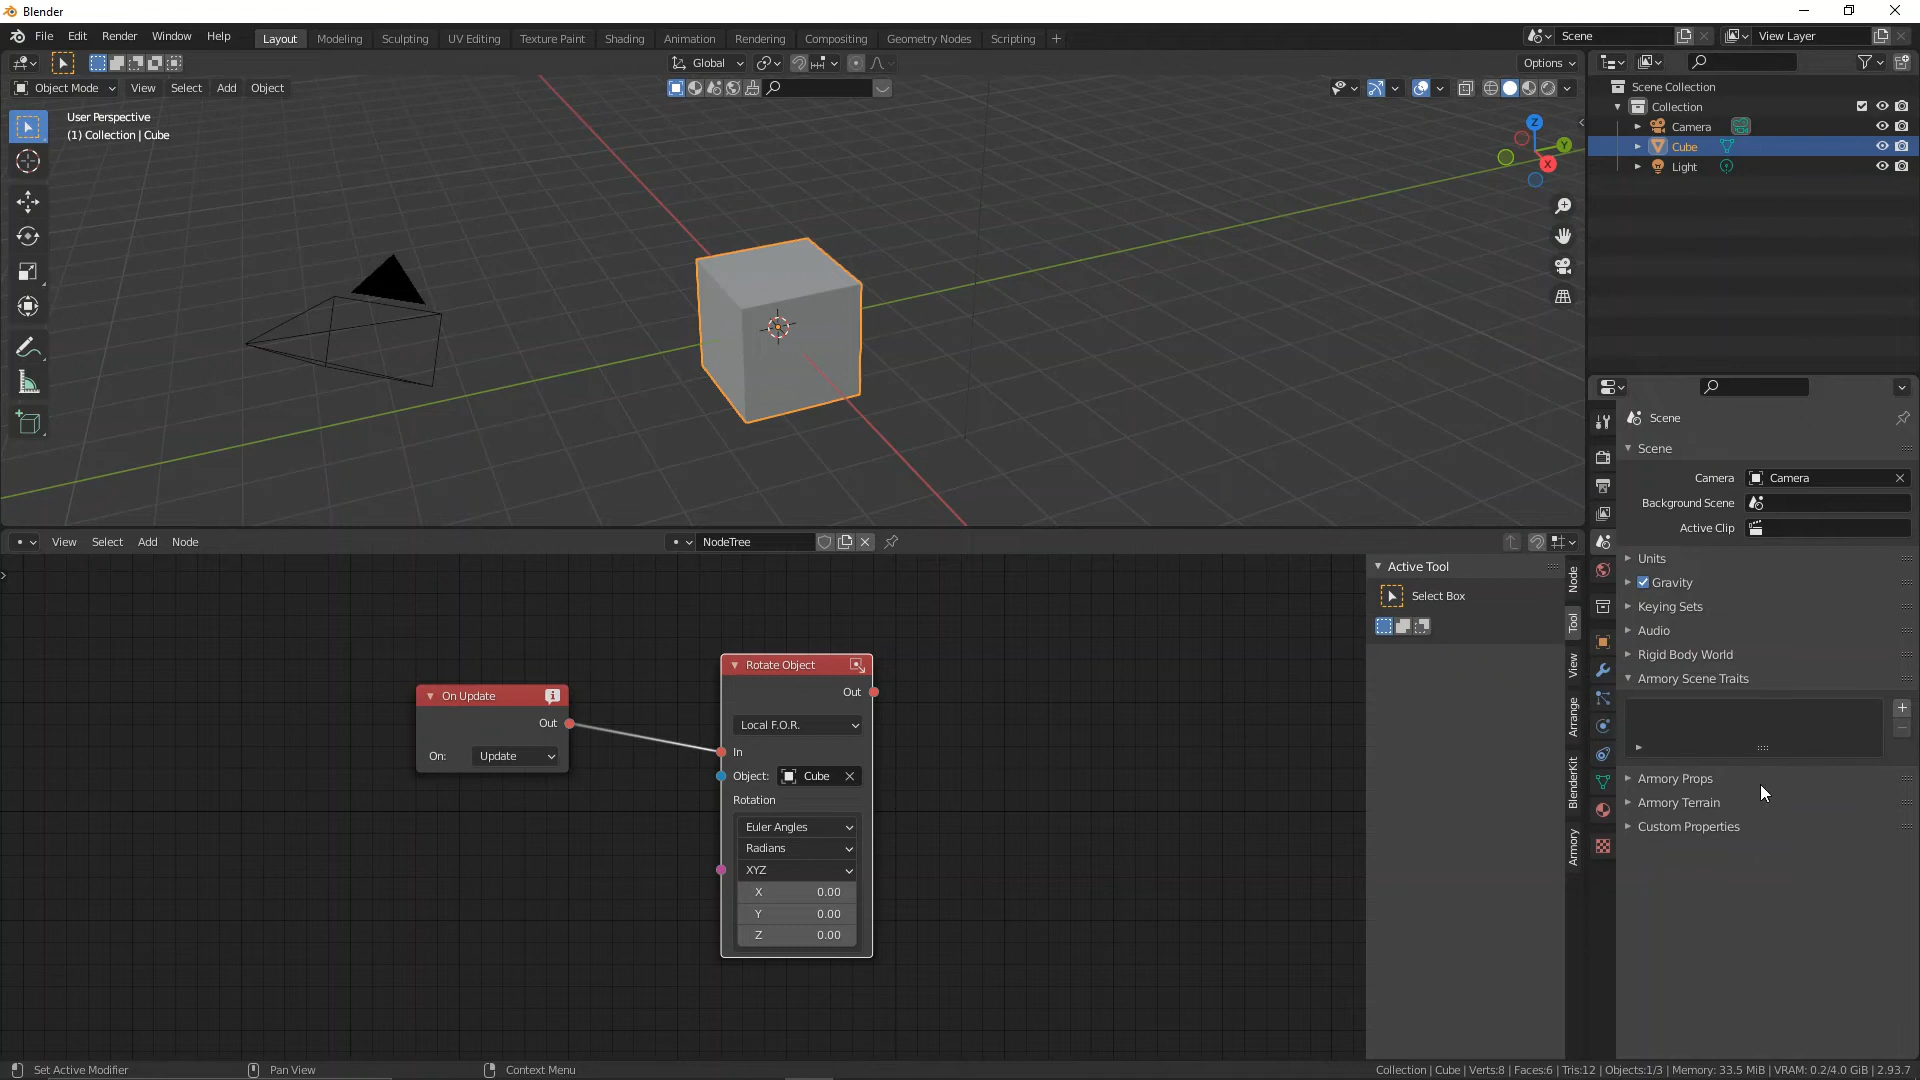 Blender
File Edit Render Window Help
Layout Modeling Sculpting UV Editing Texture Paint Shading Animation Rendering Compositing Geometry Nodes Scripting +
Scene
View Layer
Global
Options
Object Mode View Select Add Object
User Perspective
(1) Collection | Cube
Z
Y
X
Scene Collection
Collection
Camera
Cube
Light
Scene
Scene
Camera Camera
Background Scene
Active Clip
Units
Gravity
Keying Sets
Audio
Rigid Body World
Armory Scene Traits
Armory Props
Armory Terrain
Custom Properties
View Select Add Node
NodeTree
On Update
Out
On: Update
Rotate Object
Out
Local F.O.R.
In
Object: Cube
Rotation
Euler Angles
Radians
XYZ
X 0.00
Y 0.00
Z 0.00
Active Tool
Select Box
Node
Tool
View
Arrange
BlenderKit
Armory
Set Active Modifier
Pan View
Context Menu
Collection | Cube | Verts:8 | Faces:6 | Tris:12 | Objects:1/3 | Memory: 33.5 MiB | VRAM: 0.2/4.0 GiB | 2.93.7